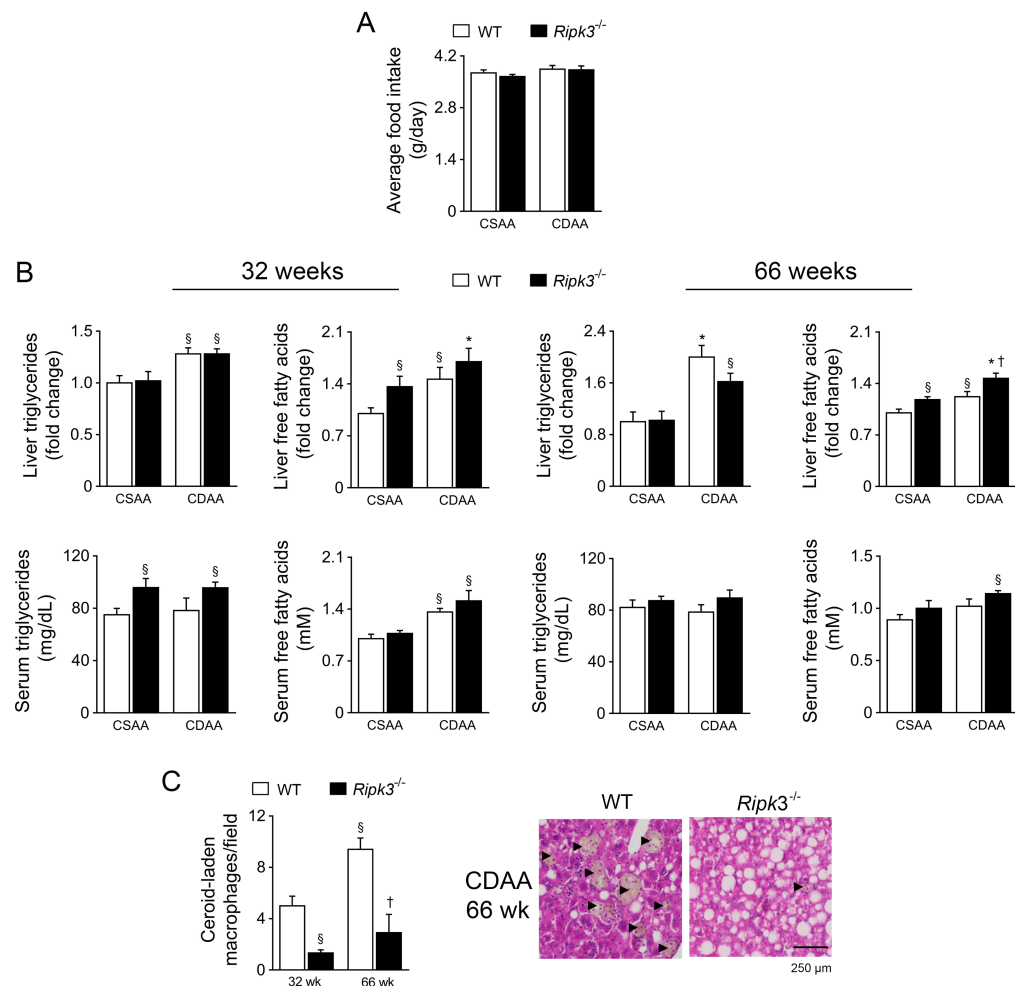 A
WT Ripk3-/-
Average food intake
(g/day)
4.2
2.8
1.4
0
CSAA CDAA
B
32 weeks
WT Ripk3-/-
66 weeks
Liver triglycerides
(fold change)
1.5
1.0
0.5
0
§ §
CSAA CDAA
Liver free fatty acids
(fold change)
2.1
1.4
0.7
0
§ § *
CSAA CDAA
Liver triglycerides
(fold change)
2.4
1.6
0.8
0
* §
CSAA CDAA
Liver free fatty acids
(fold change)
2.1
1.4
0.7
0
§ § * †
CSAA CDAA
Serum triglycerides
(mg/dL)
120
80
40
0
§ §
CSAA CDAA
Serum free fatty acids
(mM)
2.1
1.4
0.7
0
§ §
CSAA CDAA
Serum triglycerides
(mg/dL)
120
80
40
0
CSAA CDAA
Serum free fatty acids
(mM)
1.5
1.0
0.5
0
§
CSAA CDAA
C
WT Ripk3-/-
Ceroid-laden
macrophages/field
12
8
4
0
§ § †
32 wk 66 wk
WT Ripk3-/-
CDAA
66 wk
250 µm